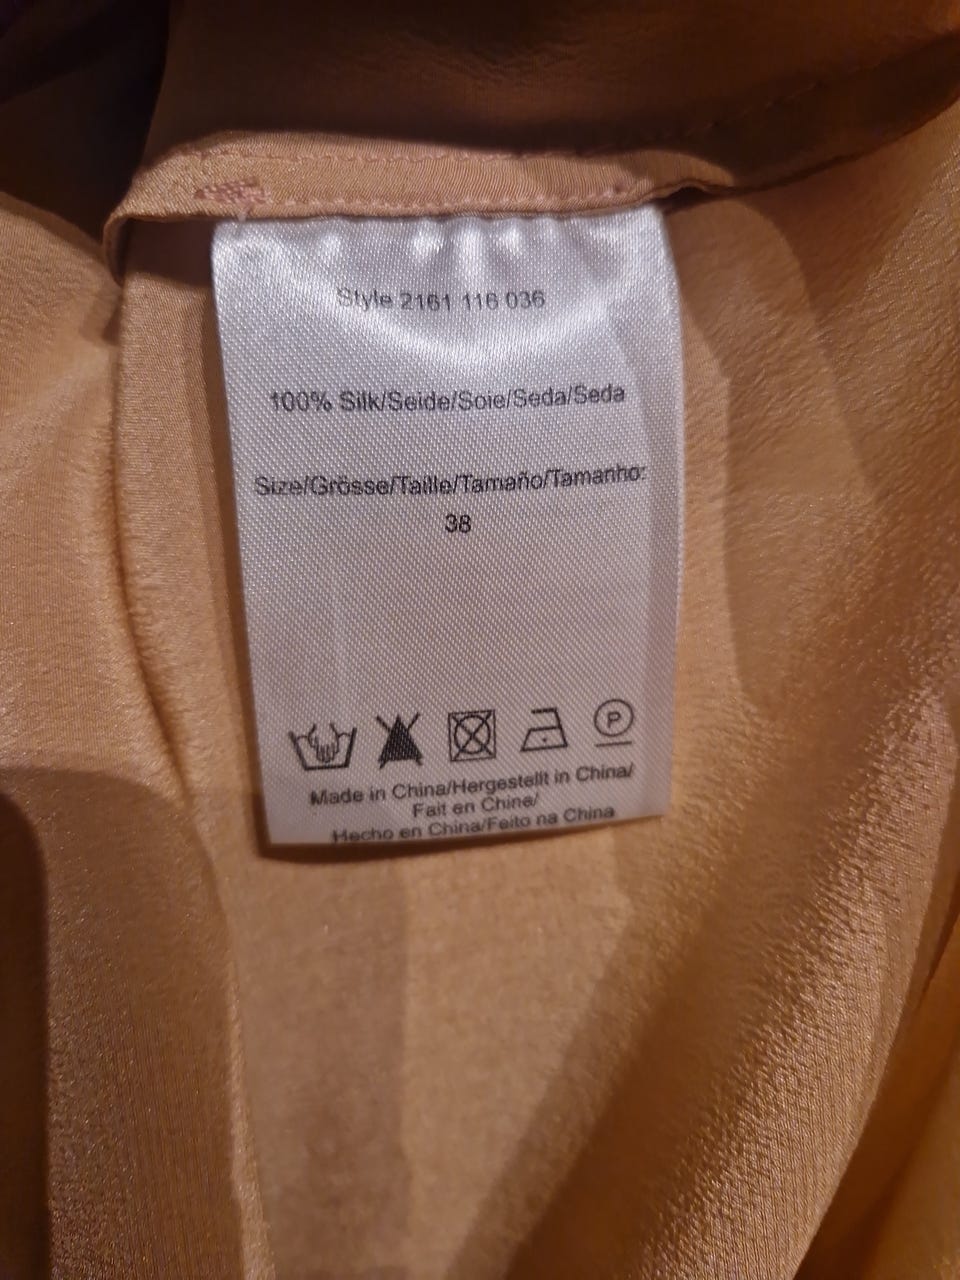 Style 2161 116 036
100% Silk/Seide/Soie/Seda/Seda
Size/Grösse/Taille/Tamaño/Tamanho:
38
P
Made in China/Hergestellt in China/
Fait en Chine/
Hecho en China/Feito na China